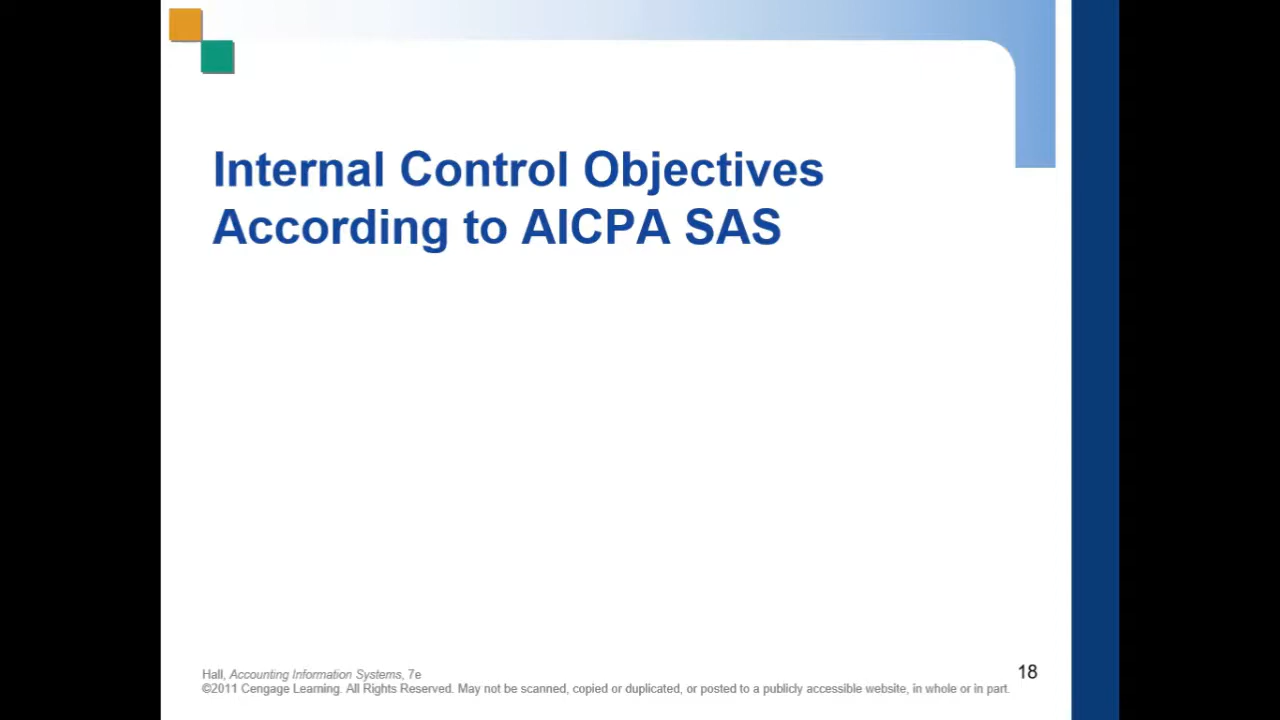 Internal Control Objectives
According to AICPA SAS
Hall, Accounting Information Systems, 7e
©2011 Cengage Learning. All Rights Reserved. May not be scanned, copied or duplicated, or posted to a publicly accessible website, in whole or in part.
18